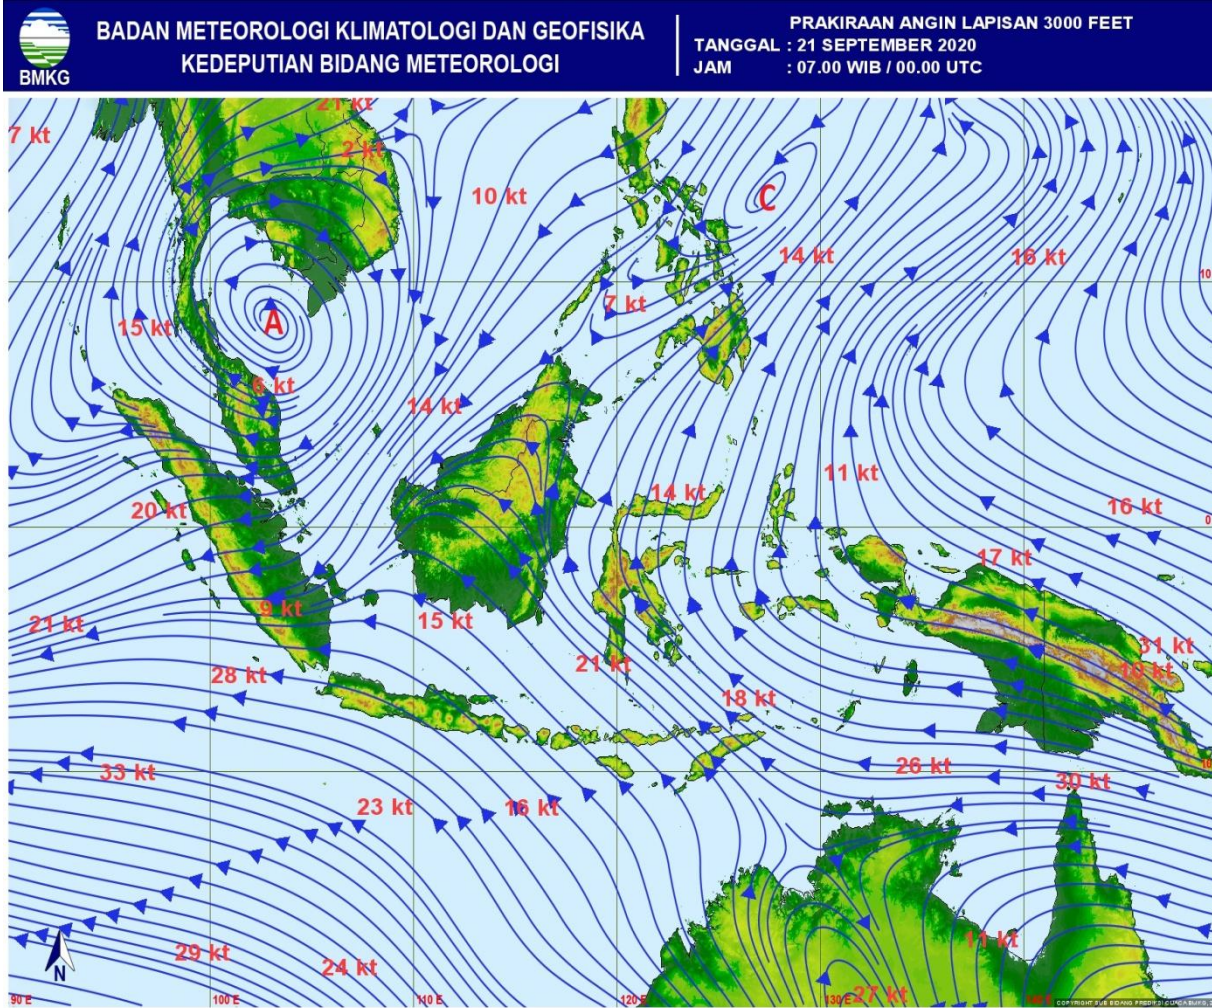 BADAN METEOROLOGI KLIMATOLOGI DAN GEOFISIKA
KEDEPUTIAN BIDANG METEOROLOGI
BMKG
PRAKIRAAN ANGIN LAPISAN 3000 FEET
TANGGAL : 21 SEPTEMBER 2020
JAM : 07.00 WIB / 00.00 UTC
21 kt
7 kt
2 kt
10 kt
C
14 kt
16 kt
10
7 kt
A
15 kt
6 kt
14 kt
11 kt
14 kt
16 kt
20 kt
0
17 kt
9 kt
15 kt
21 kt
31 kt
21 kt
10 kt
28 kt
18 kt
26 kt
10
33 kt
30 kt
23 kt
16 kt
11 kt
29 kt
24 kt
27 kt
N
90 E
100 E
110 E
120 E
130 E